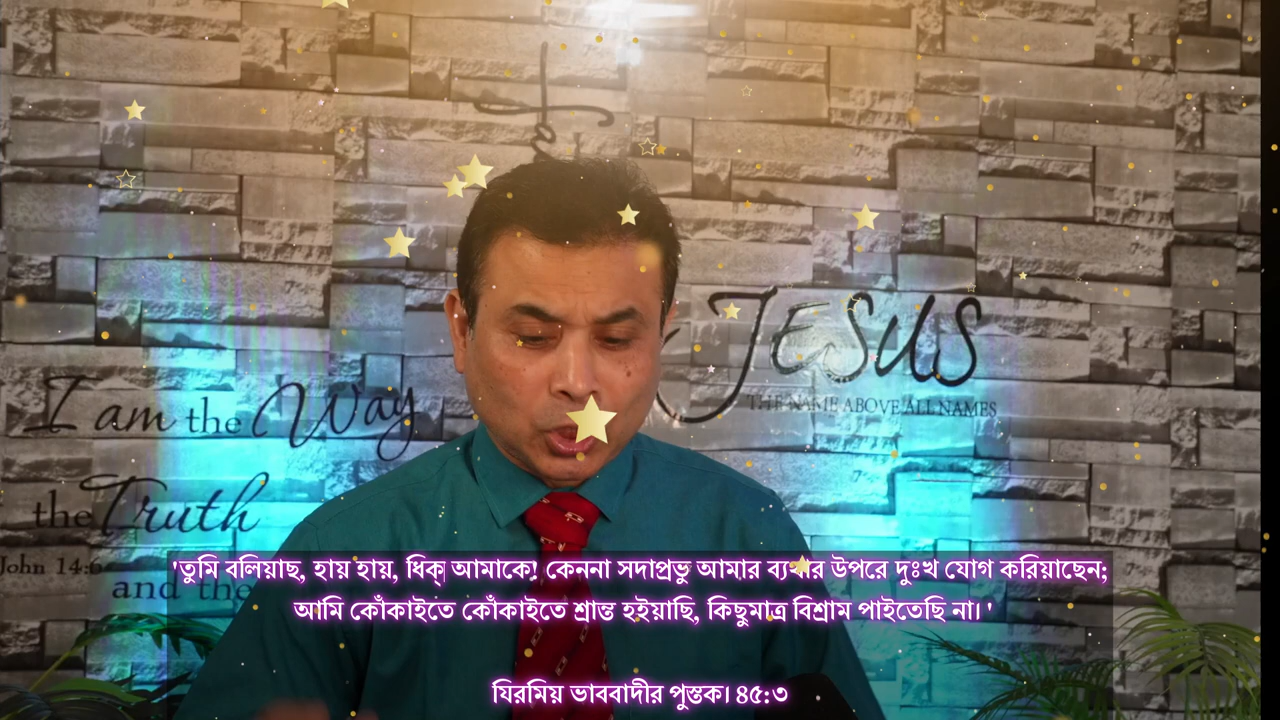 JESUS
THE NAME ABOVE ALL NAMES
I am the Way
the Truth
John 14:6
and the
'তুমি বলিয়াছ, হায় হায়, ধিক্ আমাকে! কেননা সদাপ্রভু আমার ব্যথার উপরে দুঃখ যোগ করিয়াছেন;
আমি কোঁকাইতে কোঁকাইতে শ্রান্ত হইয়াছি, কিছুমাত্র বিশ্রাম পাইতেছি না। '
যিরমিয় ভাববাদীর পুস্তক। ৪৫:৩